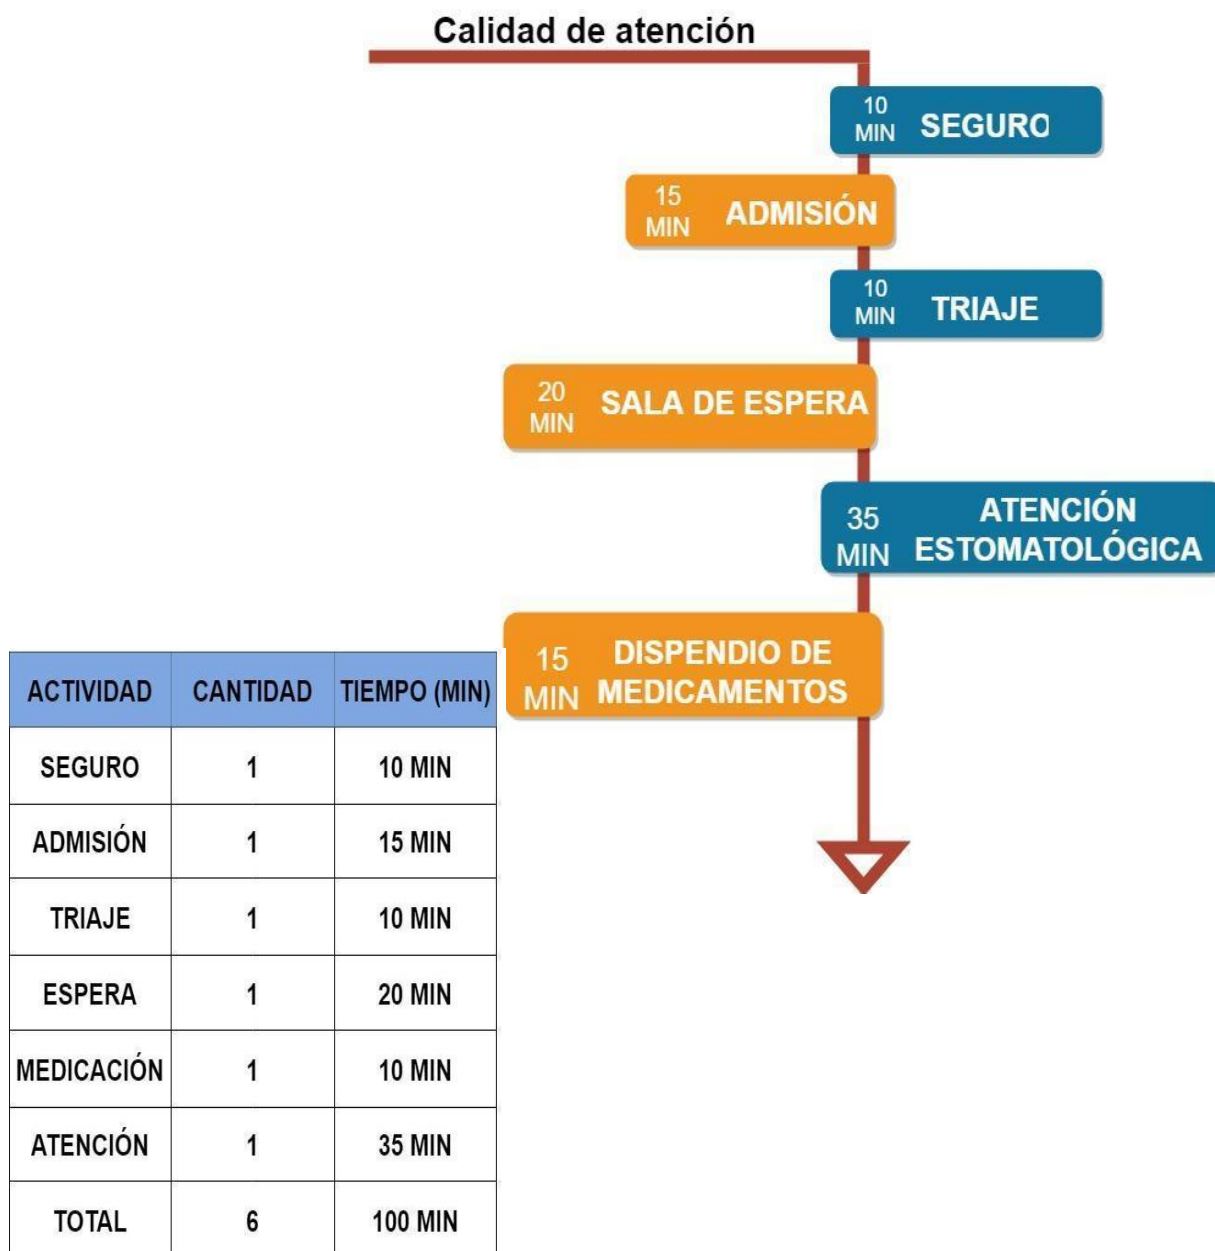 Calidad de atención
10
MIN
SEGURO
15
MIN
ADMISIÓN
10
MIN
TRIAJE
20
MIN
SALA DE ESPERA
35
MIN
ATENCIÓN
ESTOMATOLÓGICA
15
MIN
DISPENDIO DE
MEDICAMENTOS
ACTIVIDAD CANTIDAD TIEMPO (MIN)
SEGURO 1 10 MIN
ADMISIÓN 1 15 MIN
TRIAJE 1 10 MIN
ESPERA 1 20 MIN
MEDICACIÓN 1 10 MIN
ATENCIÓN 1 35 MIN
TOTAL 6 100 MIN